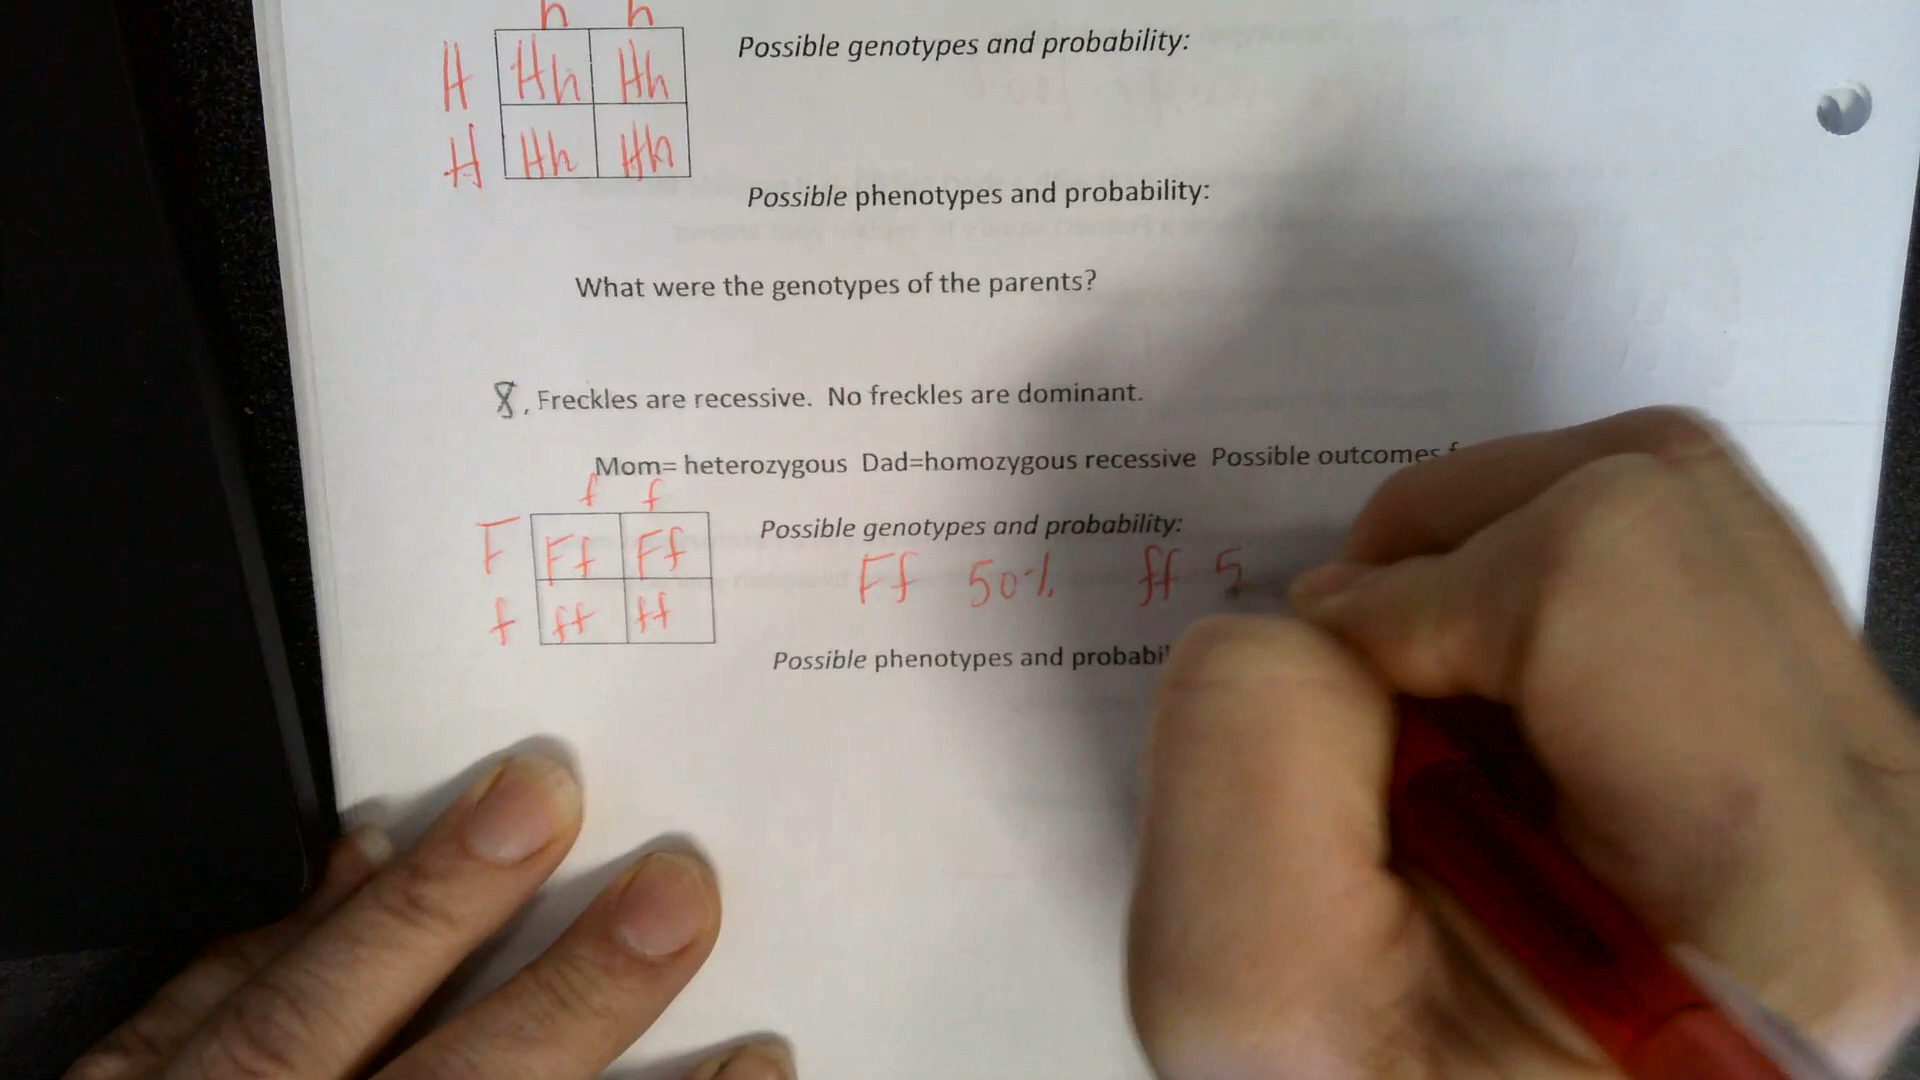 h h
H Hh Hh Possible genotypes and probability:
H Hh Hh
Possible phenotypes and probability:
What were the genotypes of the parents?
8, Freckles are recessive. No freckles are dominant.
Mom= heterozygous Dad=homozygous recessive Possible outcomes
f f
Possible genotypes and probability:
F Ff Ff Ff 50% ff 5
f ff ff
Possible phenotypes and